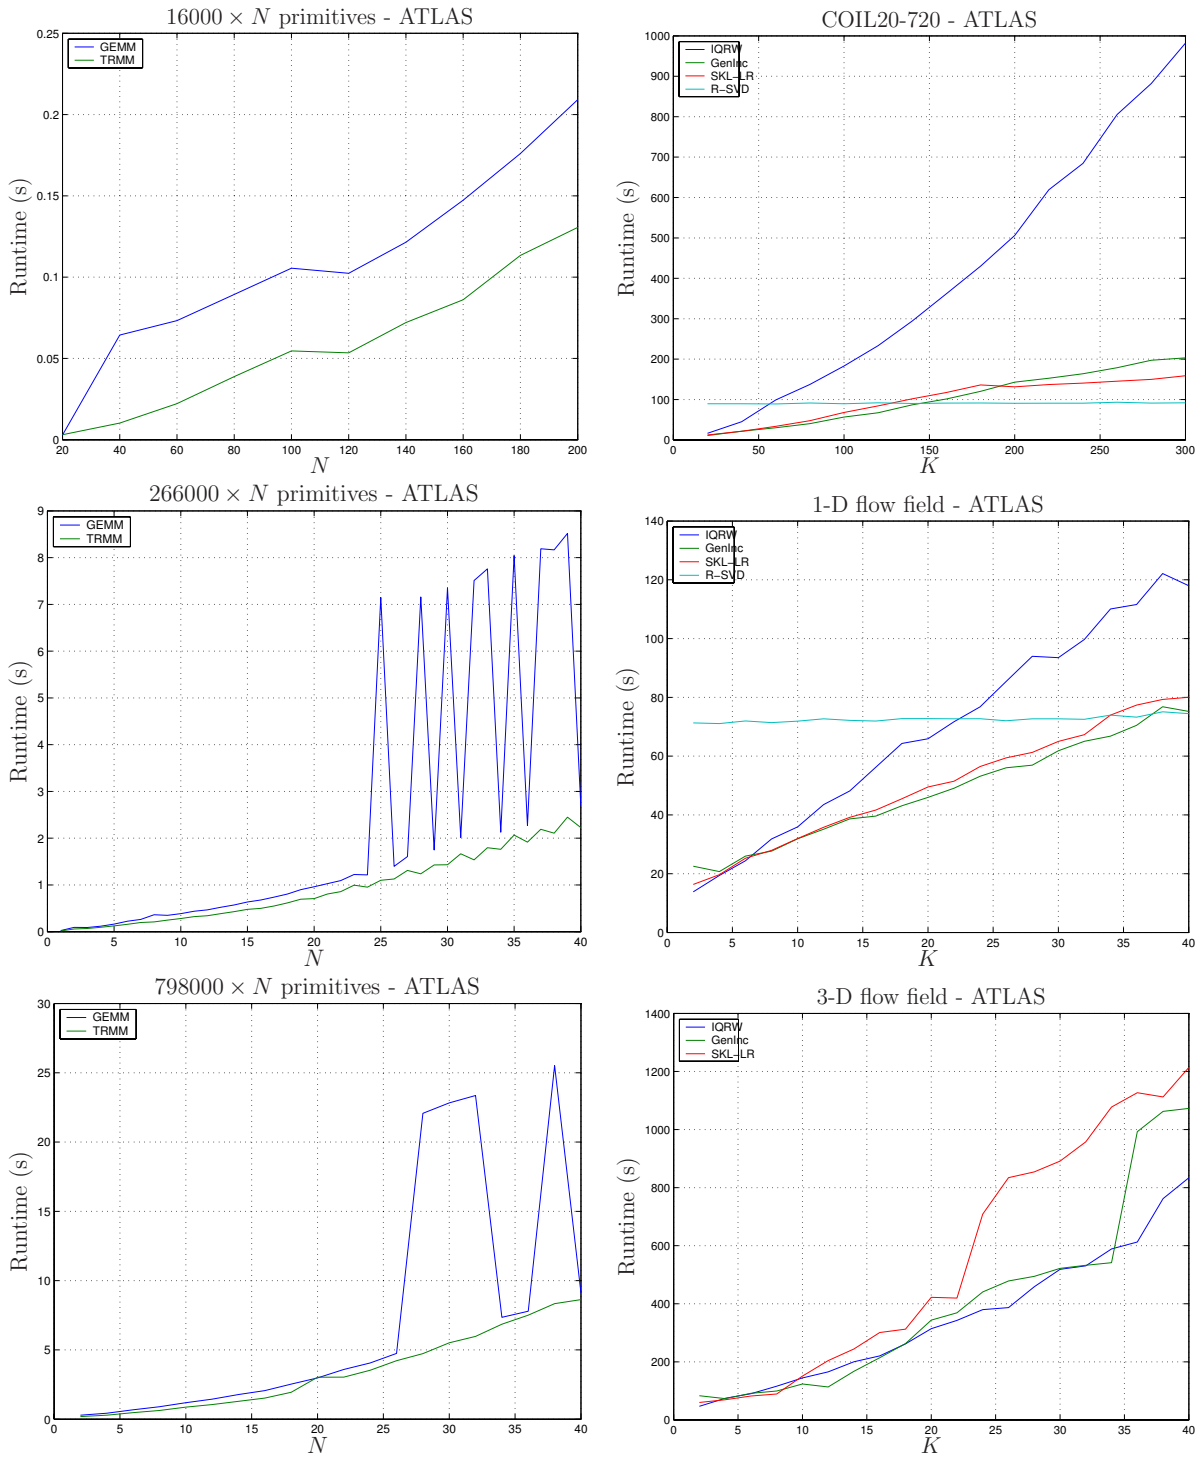 16000 × N primitives - ATLAS
GEMM
TRMM
0.25
0.2
0.15
0.1
0.05
0
Runtime (s)
20 40 60 80 100 120 140 160 180 200
N
COIL20-720 - ATLAS
IQRW
GenInc
SKL-LR
R-SVD
1000
900
800
700
600
500
400
300
200
100
0
Runtime (s)
0 50 100 150 200 250 300
K
266000 × N primitives - ATLAS
GEMM
TRMM
9
8
7
6
5
4
3
2
1
0
Runtime (s)
0 5 10 15 20 25 30 35 40
N
1-D flow field - ATLAS
IQRW
GenInc
SKL-LR
R-SVD
140
120
100
80
60
40
20
0
Runtime (s)
0 5 10 15 20 25 30 35 40
K
798000 × N primitives - ATLAS
GEMM
TRMM
30
25
20
15
10
5
0
Runtime (s)
0 5 10 15 20 25 30 35 40
N
3-D flow field - ATLAS
IQRW
GenInc
SKL-LR
1400
1200
1000
800
600
400
200
0
Runtime (s)
0 5 10 15 20 25 30 35 40
K